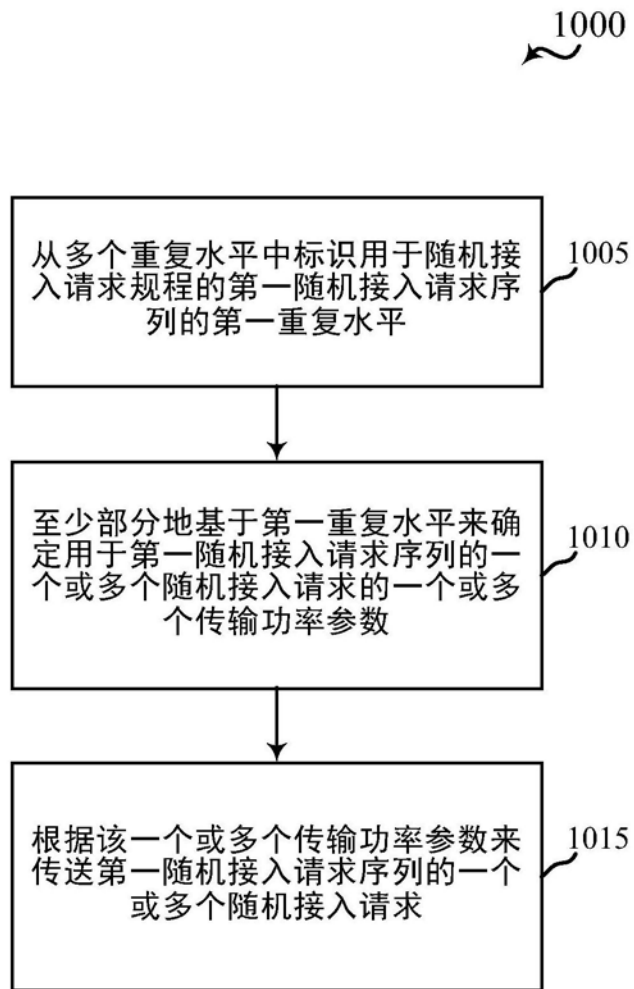 1000
从多个重复水平中标识用于随机接
入请求规程的第一随机接入请求序
列的第一重复水平
1005
至少部分地基于第一重复水平来确
定用于第一随机接入请求序列的一
个或多个随机接入请求的一个或多
个传输功率参数
1010
根据该一个或多个传输功率参数来
传送第一随机接入请求序列的一个
或多个随机接入请求
1015